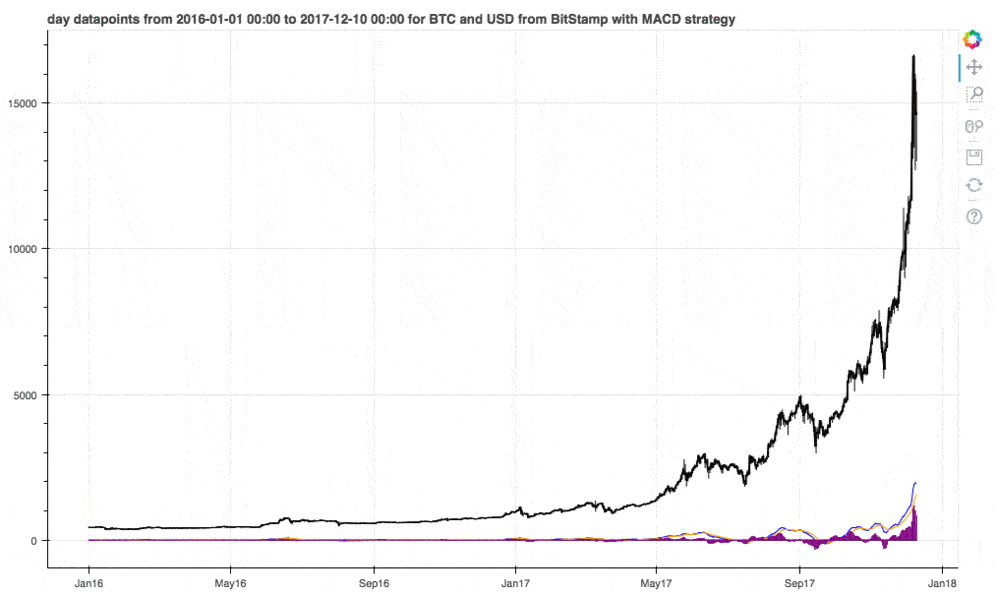 day datapoints from 2016-01-01 00:00 to 2017-12-10 00:00 for BTC and USD from BitStamp with MACD strategy
15000
10000
5000
0
Jan16 May16 Sep16 Jan17 May17 Sep17 Jan18